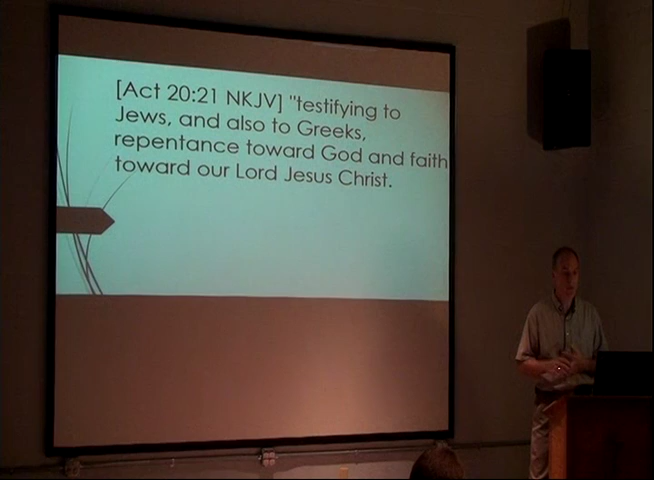 [Act 20:21 NKJV] "testifying to
Jews, and also to Greeks,
repentance toward God and faith
toward our Lord Jesus Christ.